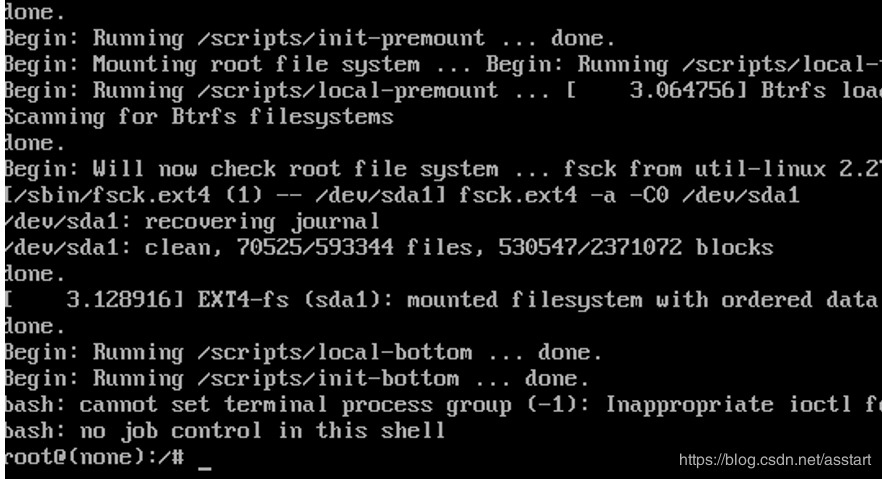 done.
Begin: Running /scripts/init-premount ... done.
Begin: Mounting root file system ... Begin: Running /scripts/local-
Begin: Running /scripts/local-premount ... [    3.064756] Btrfs loa
Scanning for Btrfs filesystems
done.
Begin: Will now check root file system ... fsck from util-linux 2.27
[/sbin/fsck.ext4 (1) -- /dev/sda1] fsck.ext4 -a -C0 /dev/sda1
/dev/sda1: recovering journal
/dev/sda1: clean, 70525/593344 files, 530547/2371072 blocks
done.
[    3.128916] EXT4-fs (sda1): mounted filesystem with ordered data
done.
Begin: Running /scripts/local-bottom ... done.
Begin: Running /scripts/init-bottom ... done.
bash: cannot set terminal process group (-1): Inappropriate ioctl fo
bash: no job control in this shell
root@(none):/# _
https://blog.csdn.net/asstart